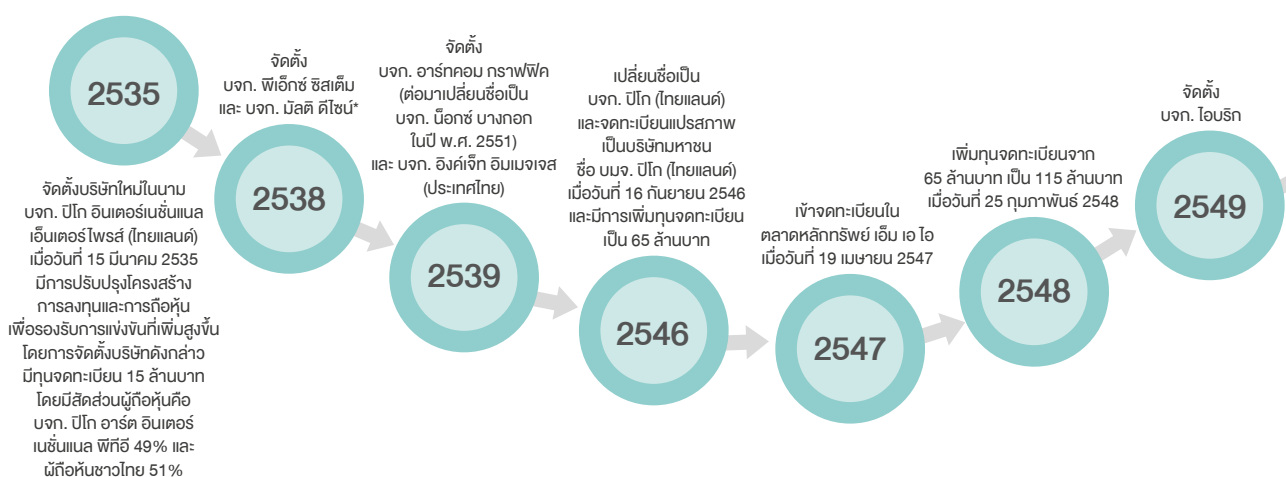 2535
จัดตั้งบริษัทใหม่ในนาม
บจก. ปิโก อินเตอร์เนชั่นแนล
เอ็นเตอร์ไพรส์ (ไทยแลนด์)
เมื่อวันที่ 15 มีนาคม 2535
มีการปรับปรุงโครงสร้าง
การลงทุนและการถือหุ้น
เพื่อรองรับการแข่งขันที่เพิ่มสูงขึ้น
โดยการจัดตั้งบริษัทดังกล่าว
มีทุนจดทะเบียน 15 ล้านบาท
โดยมีสัดส่วนผู้ถือหุ้นคือ
บจก. ปิโก อาร์ต อินเตอร์
เนชั่นแนล พีทีอี 49% และ
ผู้ถือหุ้นชาวไทย 51%
จัดตั้ง
บจก. พีเอ็กซ์ ซิสเต็ม
และ บจก. มัลติ ดีไซน์*
2538
จัดตั้ง
บจก. อาร์ทคอม กราฟฟิค
(ต่อมาเปลี่ยนชื่อเป็น
บจก. น็อกซ์ บางกอก
ในปี พ.ศ. 2551)
และ บจก. อิงค์เจ็ท อิมเมจเจส
(ประเทศไทย)
2539
เปลี่ยนชื่อเป็น
บจก. ปิโก (ไทยแลนด์)
และจดทะเบียนแปรสภาพ
เป็นบริษัทมหาชน
ชื่อ บมจ. ปิโก (ไทยแลนด์)
เมื่อวันที่ 16 กันยายน 2546
และมีการเพิ่มทุนจดทะเบียน
เป็น 65 ล้านบาท
2546
เข้าจดทะเบียนใน
ตลาดหลักทรัพย์ เอ็ม เอ ไอ
เมื่อวันที่ 19 เมษายน 2547
2547
เพิ่มทุนจดทะเบียนจาก
65 ล้านบาท เป็น 115 ล้านบาท
เมื่อวันที่ 25 กุมภาพันธ์ 2548
2548
จัดตั้ง
บจก. ไอบริก
2549